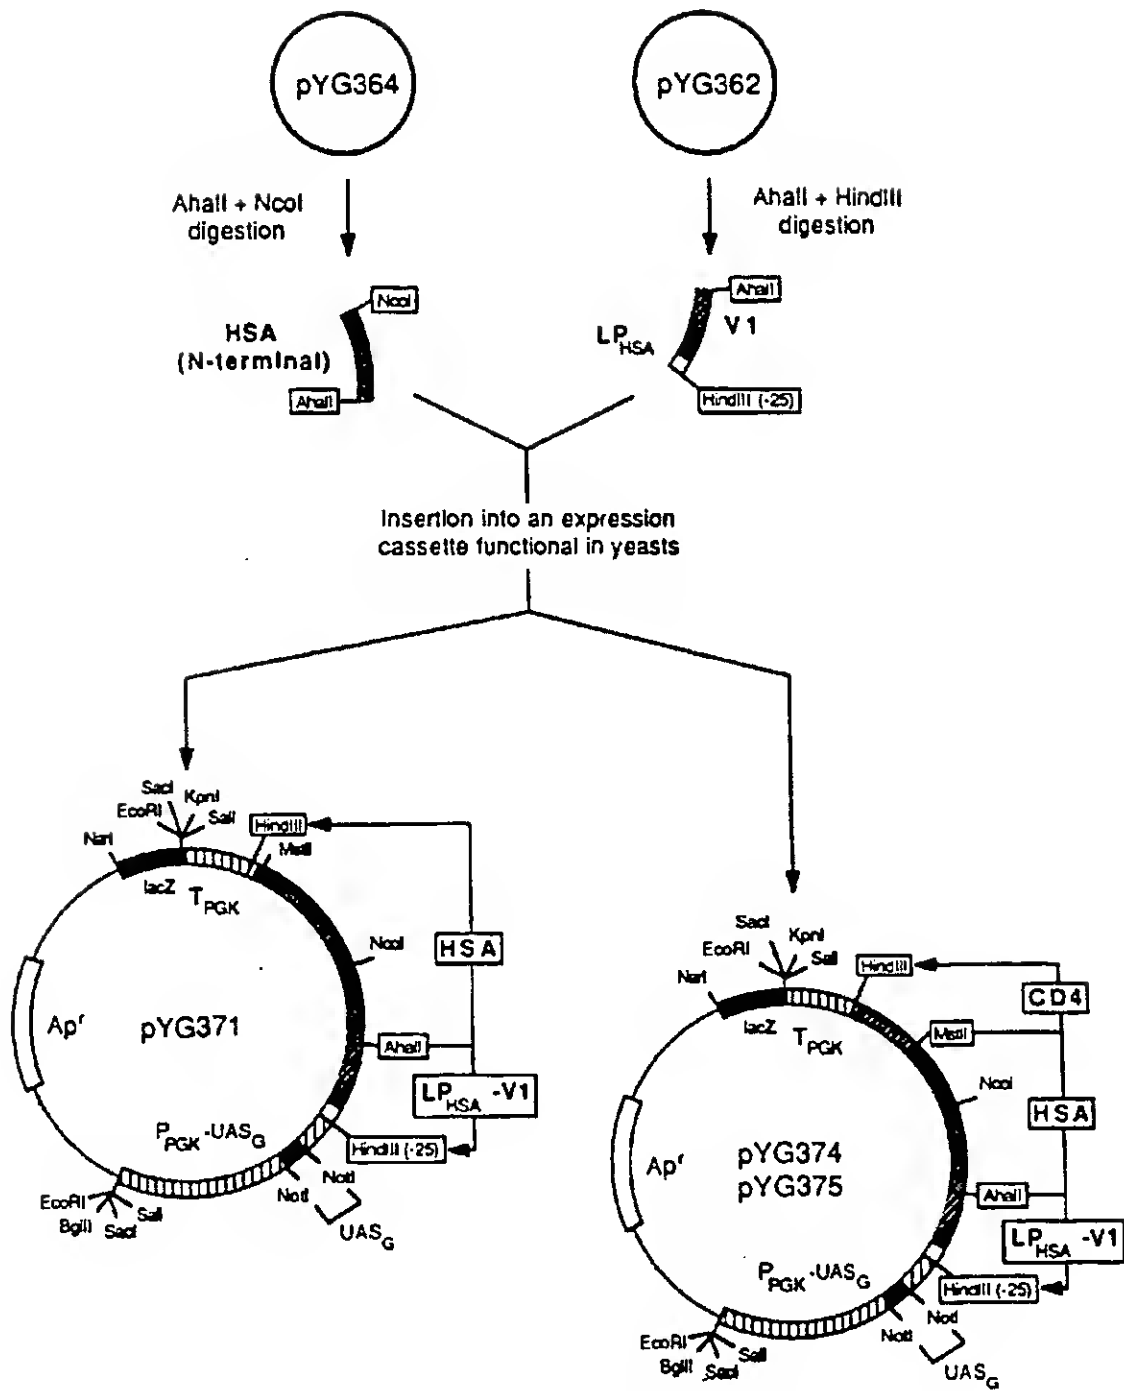 pYG364
pYG362
AhaII + NcoI
digestion
AhaII + HindIII
digestion
NcoI
AhaII
HSA
(N-terminal)
LP HSA
V1
AhaII
HindIII (-25)
Insertion into an expression
cassette functional in yeasts
SacI
KpnI
EcoRI
SalI
HindIII
NarI
MstII
lacZ
T PGK
HSA
NcoI
Ap r
pYG371
AhaII
LP HSA -V1
P PGK -UAS G
HindIII (-25)
NotI
NotI
EcoRI
BglII
SacI
SalI
UAS G
SacI
KpnI
EcoRI
SalI
HindIII
NarI
CD4
lacZ
T PGK
MstII
NcoI
HSA
Ap r
pYG374
pYG375
AhaII
LP HSA -V1
P PGK -UAS G
HindIII (-25)
NotI
NotI
EcoRI
BglII
SacI
SalI
UAS G